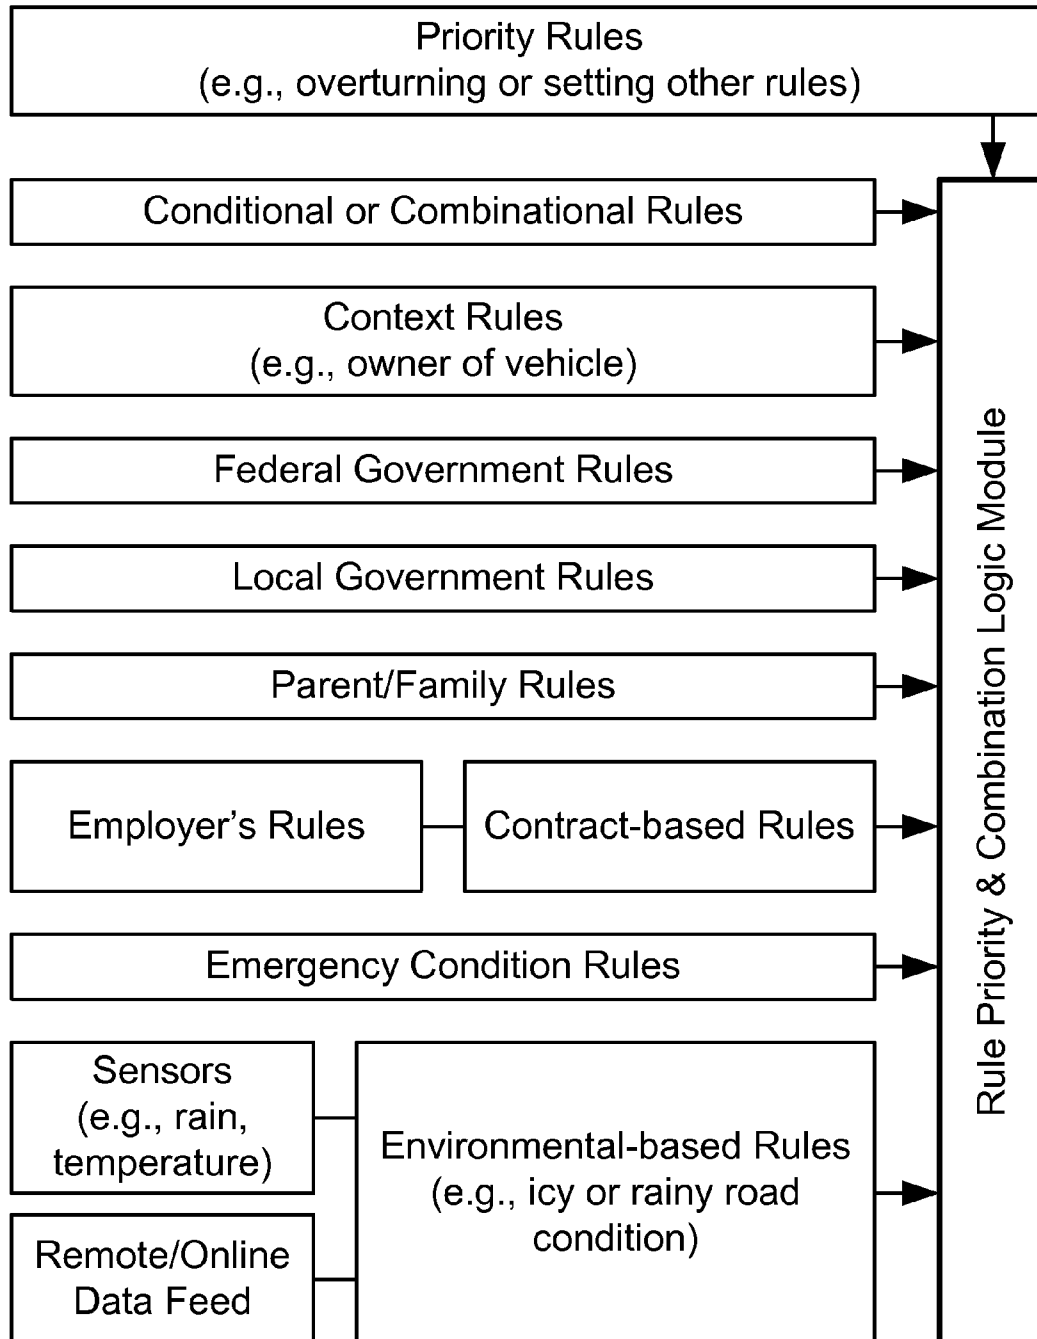 Priority Rules
(e.g., overturning or setting other rules)
Conditional or Combinational Rules
Context Rules
(e.g., owner of vehicle)
Federal Government Rules
Local Government Rules
Parent/Family Rules
Employer’s Rules
Contract-based Rules
Emergency Condition Rules
Sensors
(e.g., rain,
temperature)
Remote/Online
Data Feed
Environmental-based Rules
(e.g., icy or rainy road
condition)
Rule Priority & Combination Logic Module